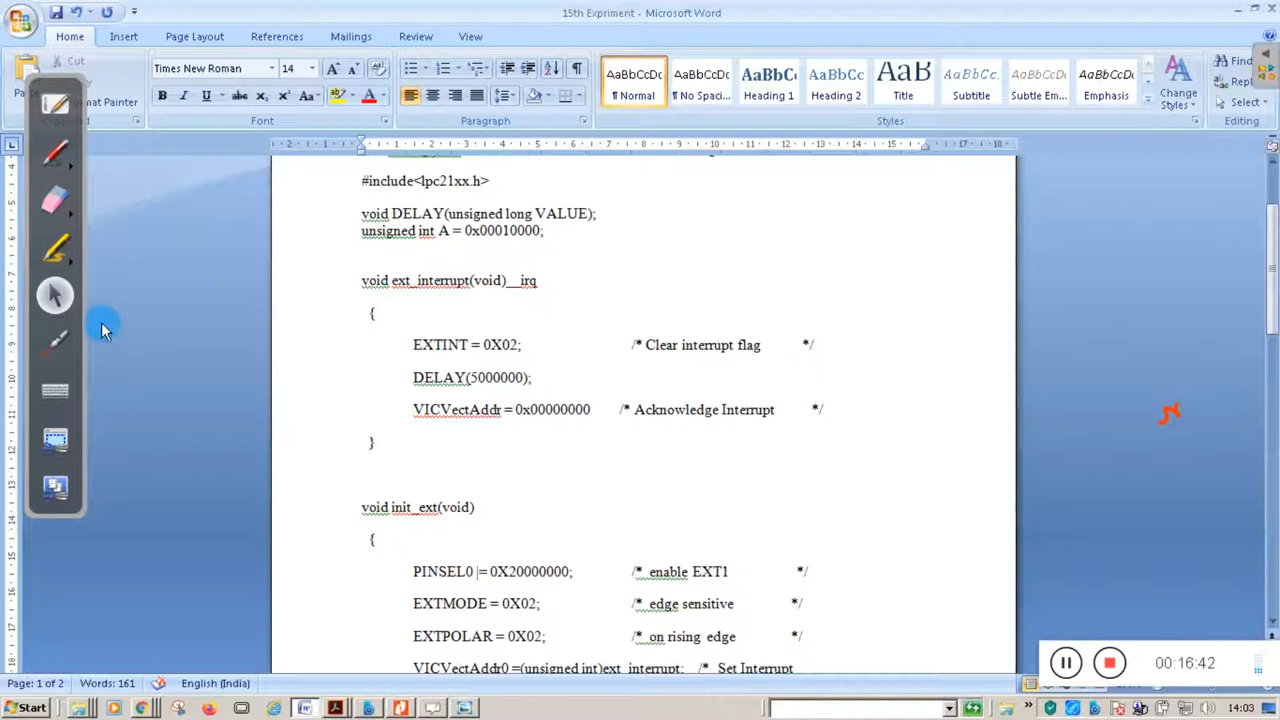 15th Expriment - Microsoft Word
Home Insert Page Layout References Mailings Review View
Cut
Format Painter
Times New Roman 14
Font Paragraph Styles Editing
AaBbCcDc AaBbCcDc AaBbC AaBbCc AaB AaBbCc. AaBbCc. AaBbCc
¶ Normal ¶ No Spaci... Heading 1 Heading 2 Title Subtitle Subtle Em... Emphasis
Change Styles
Find
Repl
Select
#include<lpc21xx.h>
void DELAY(unsigned long VALUE);
unsigned int A = 0x00010000;
void ext_interrupt(void)__irq
{
EXTINT = 0X02; /* Clear interrupt flag */
DELAY(5000000);
VICVectAddr = 0x00000000 /* Acknowledge Interrupt */
}
void init_ext(void)
{
PINSEL0 |= 0X20000000; /* enable EXT1 */
EXTMODE = 0X02; /* edge sensitive */
EXTPOLAR = 0X02; /* on rising edge */
VICVectAddr0 =(unsigned int)ext_interrupt; /* Set Interrupt
00:16:42
Page: 1 of 2 Words: 161 English (India)
Start
14:03